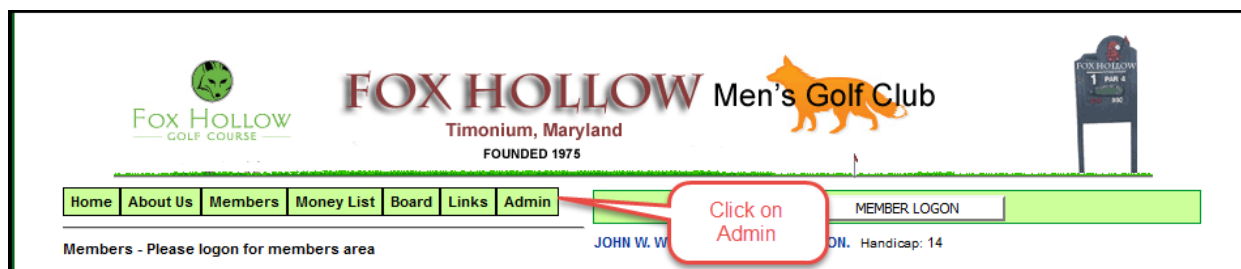 FOX HOLLOW
GOLF COURSE
FOX HOLLOW Men's Golf Club
Timonium, Maryland
FOUNDED 1975
FOX HOLLOW
1 PAR 4
Home About Us Members Money List Board Links Admin
Click on
Admin
MEMBER LOGON
Members - Please logon for members area
JOHN W. W ON. Handicap: 14